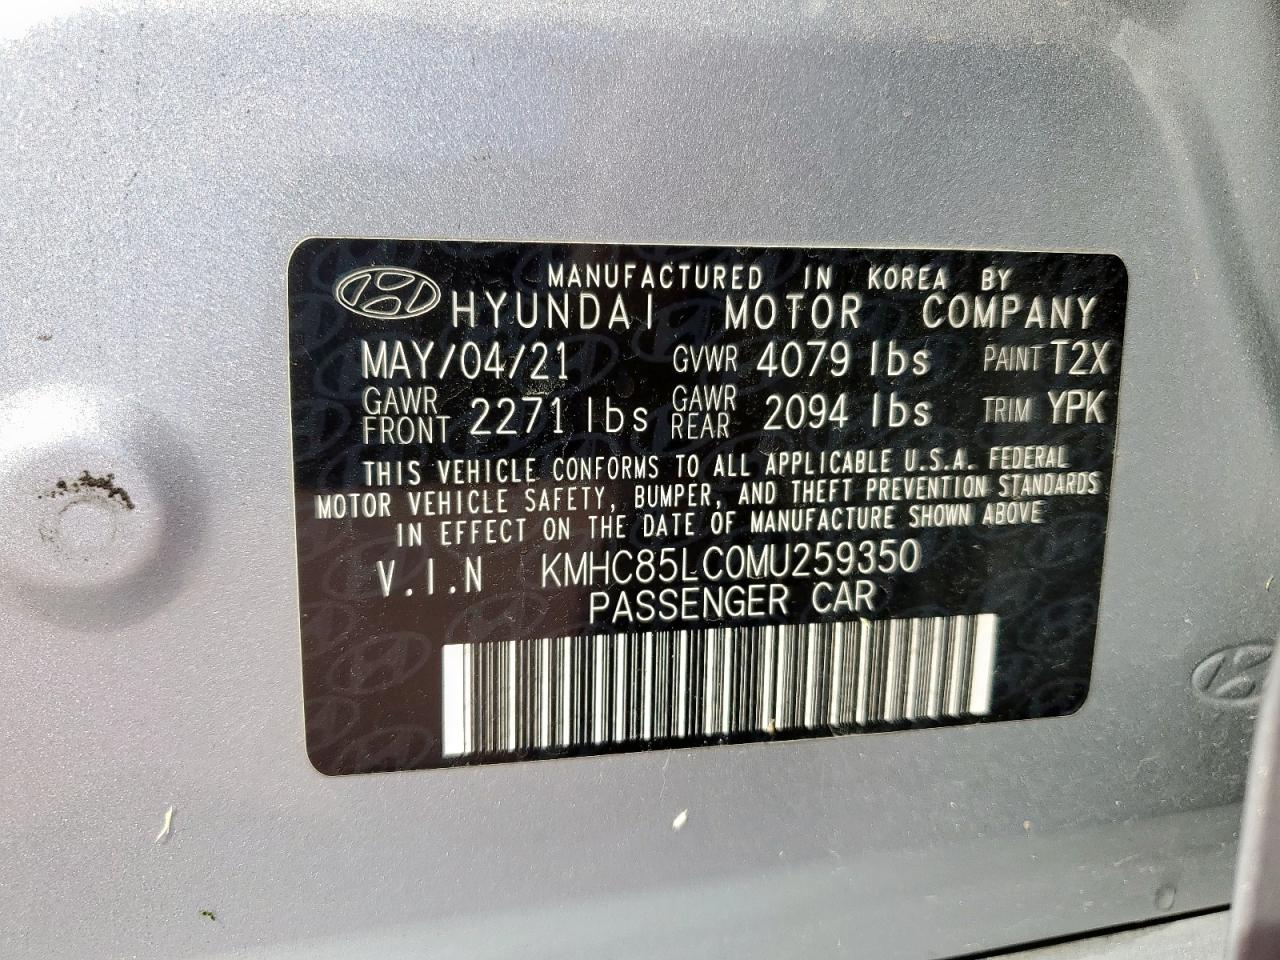 MANUFACTURED IN KOREA BY
HYUNDAI MOTOR COMPANY
MAY/04/21 GVWR 4079 lbs PAINT T2X
GAWR FRONT 2271 lbs GAWR REAR 2094 lbs TRIM YPK
THIS VEHICLE CONFORMS TO ALL APPLICABLE U.S.A. FEDERAL
MOTOR VEHICLE SAFETY, BUMPER, AND THEFT PREVENTION STANDARDS
IN EFFECT ON THE DATE OF MANUFACTURE SHOWN ABOVE
V.I.N KMHC85LC0MU259350
PASSENGER CAR